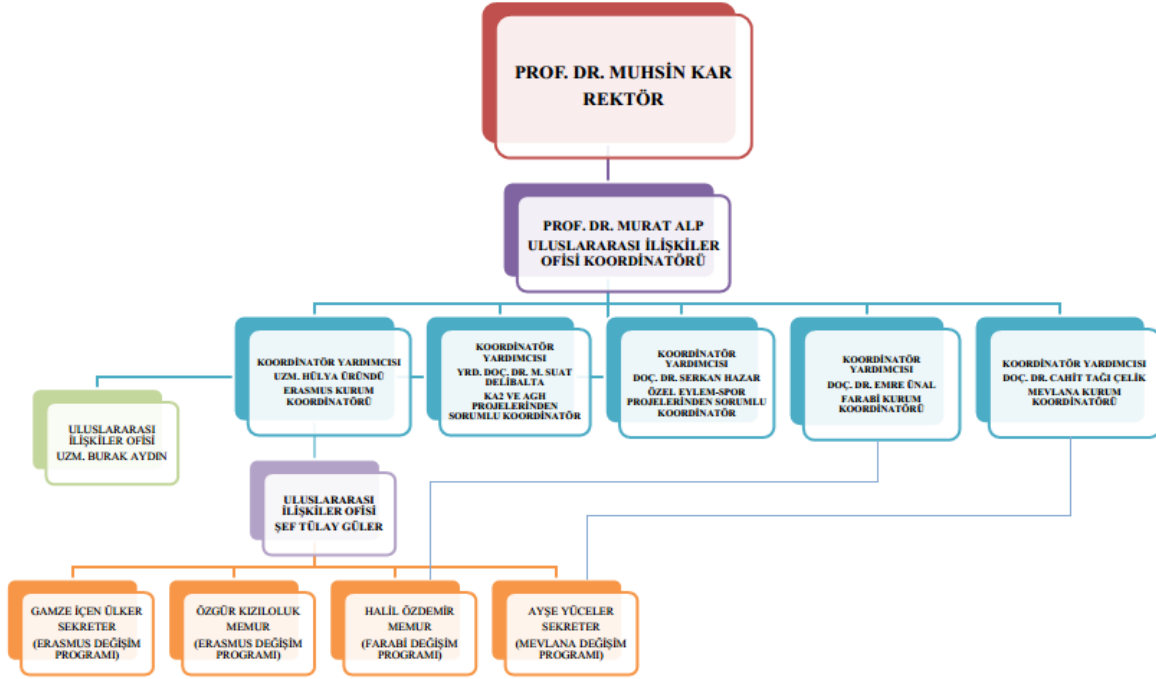 PROF. DR. MUHSİN KAR
REKTÖR
PROF. DR. MURAT ALP
ULUSLARARASI İLİŞKİLER
OFİSİ KOORDİNATÖRÜ
KOORDİNATÖR YARDIMCISI
UZM. HÜLYA ÜRÜNDÜ
ERASMUS KURUM
KOORDİNATÖRÜ
KOORDİNATÖR
YARDIMCISI
YRD. DOÇ. DR. M. SUAT
DELİBALTA
KA2 VE AGH
PROJELERİNDEN
SORUMLU KOORDİNATÖR
KOORDİNATÖR
YARDIMCISI
DOÇ. DR. SERKAN HAZAR
ÖZEL EYLEM-SPOR
PROJELERİNDEN SORUMLU
KOORDİNATÖR
KOORDİNATÖR
YARDIMCISI
DOÇ. DR. EMRE ÜNAL
FARABİ KURUM
KOORDİNATÖRÜ
KOORDİNATÖR YARDIMCISI
DOÇ. DR. CAHİT TAĞI ÇELİK
MEVLANA KURUM
KOORDİNATÖRÜ
ULUSLARARASI
İLİŞKİLER OFİSİ
UZM. BURAK AYDIN
ULUSLARARASI
İLİŞKİLER OFİSİ
ŞEF TÜLAY GÜLER
GAMZE İÇEN ÜLKER
SEKRETER
(ERASMUS DEĞİŞİM
PROGRAMI)
ÖZGÜR KIZILOLUK
MEMUR
(ERASMUS DEĞİŞİM
PROGRAMI)
HALİL ÖZDEMİR
MEMUR
(FARABİ DEĞİŞİM
PROGRAMI)
AYŞE YÜCELER
SEKRETER
(MEVLANA DEĞİŞİM
PROGRAMI)